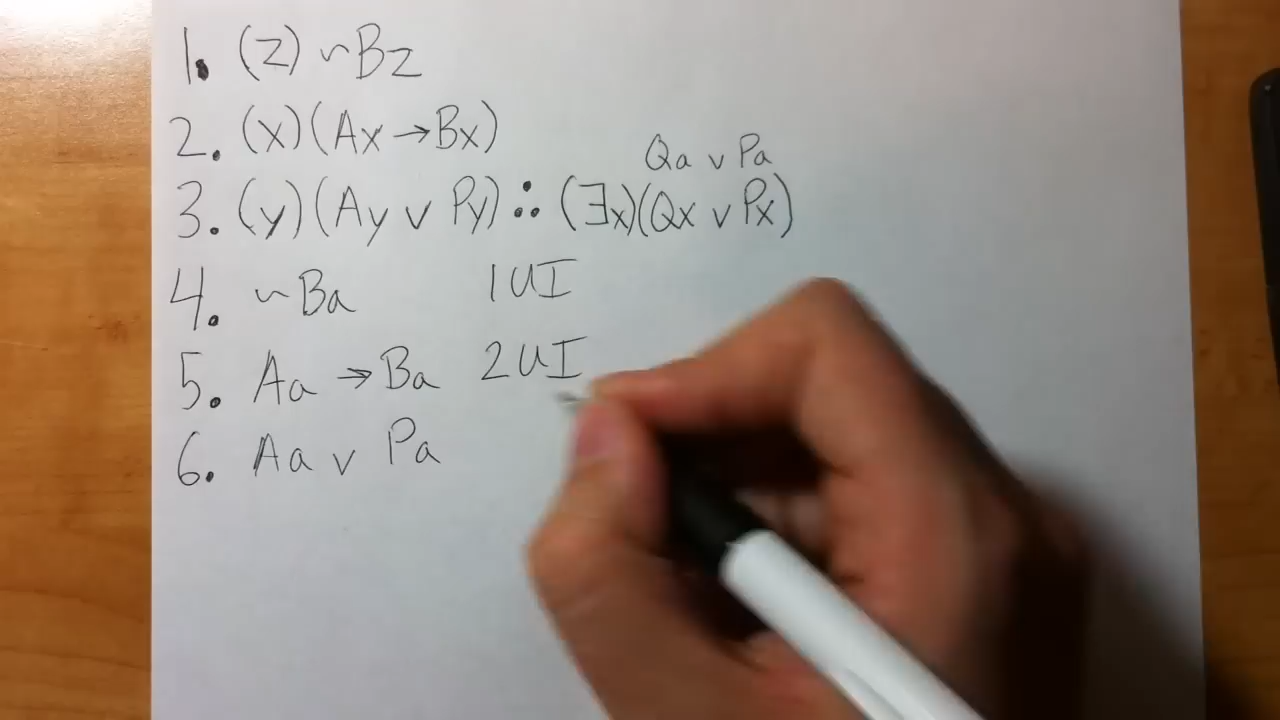 1. (z) ~Bz
2. (x)(Ax → Bx)
Qa v Pa
3. (y)(Ay v Py) ∴ (∃x)(Qx v Px)
4. ~Ba 1UI
5. Aa → Ba 2UI
6. Aa v Pa